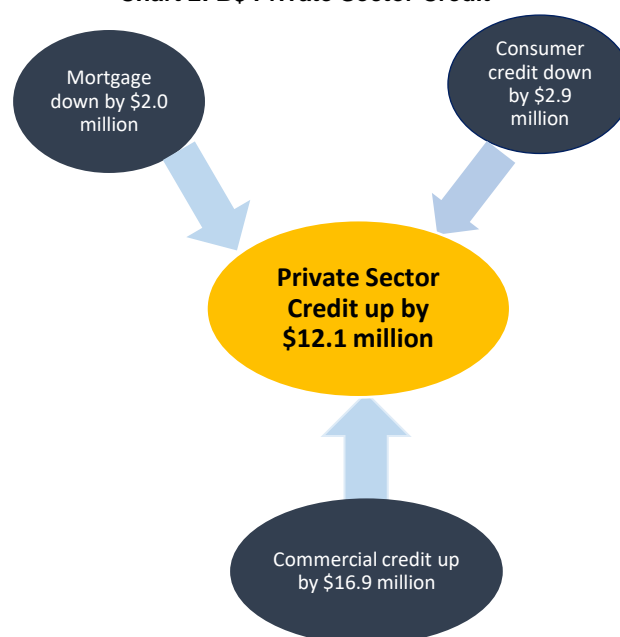 Mortgage
down by $2.0
million
Consumer
credit down
by $2.9
million
Private Sector
Credit up by
$12.1 million
Commercial credit up
by $16.9 million